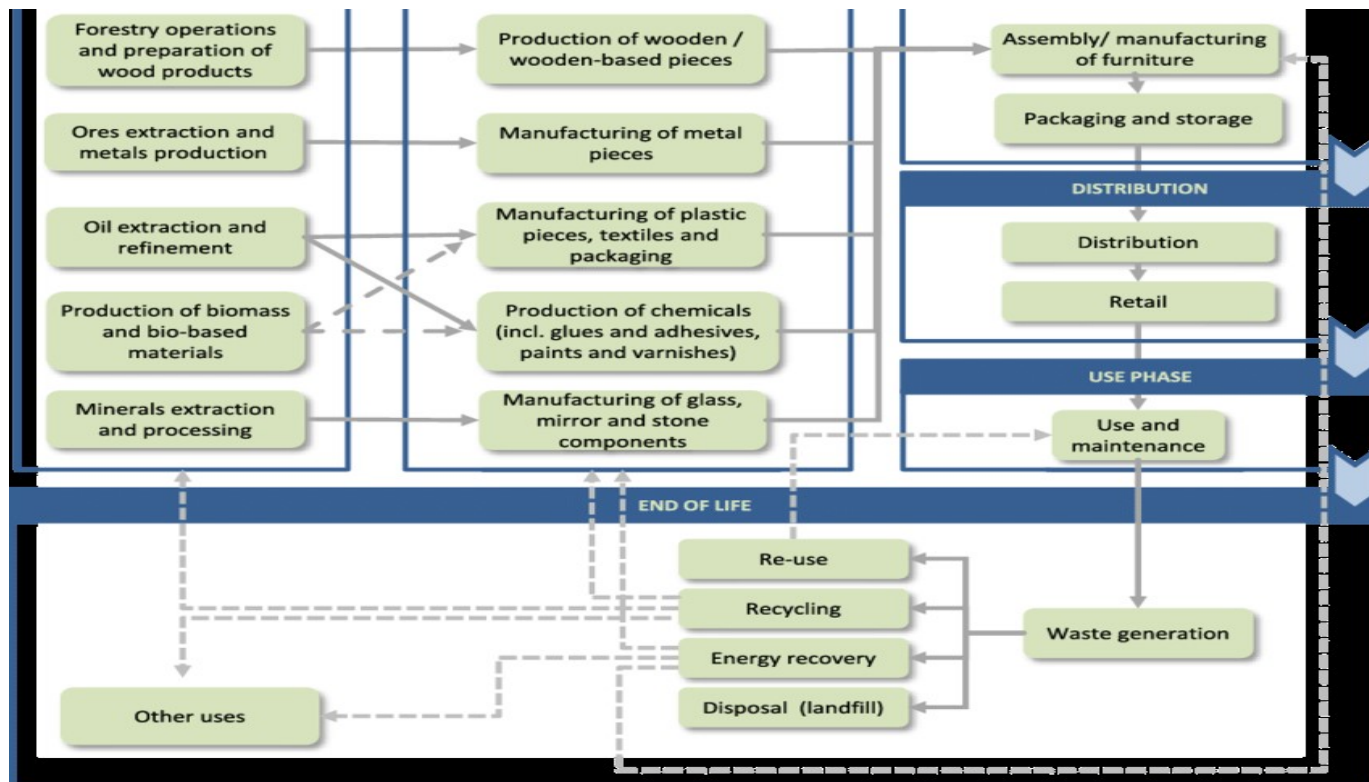 Forestry operations
and preparation of
wood products
Ores extraction and
metals production
Oil extraction and
refinement
Production of biomass
and bio-based
materials
Minerals extraction
and processing
Production of wooden /
wooden-based pieces
Manufacturing of metal
pieces
Manufacturing of plastic
pieces, textiles and
packaging
Production of chemicals
(incl. glues and adhesives,
paints and varnishes)
Manufacturing of glass,
mirror and stone
components
Assembly/ manufacturing
of furniture
Packaging and storage
DISTRIBUTION
Distribution
Retail
USE PHASE
Use and
maintenance
END OF LIFE
Re-use
Recycling
Energy recovery
Disposal (landfill)
Waste generation
Other uses